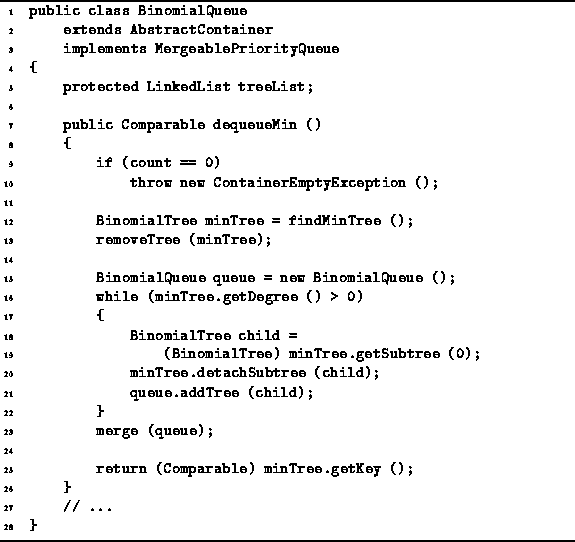 1 public class BinomialQueue
2 extends AbstractContainer
3 implements MergeablePriorityQueue
4 {
5 protected LinkedList treeList;
6
7 public Comparable dequeueMin ()
8 {
9 if (count == 0)
10 throw new ContainerEmptyException ();
11
12 BinomialTree minTree = findMinTree ();
13 removeTree (minTree);
14
15 BinomialQueue queue = new BinomialQueue ();
16 while (minTree.getDegree () > 0)
17 {
18 BinomialTree child =
19 (BinomialTree) minTree.getSubtree (0);
20 minTree.detachSubtree (child);
21 queue.addTree (child);
22 }
23 merge (queue);
24
25 return (Comparable) minTree.getKey ();
26 }
27 // ...
28 }